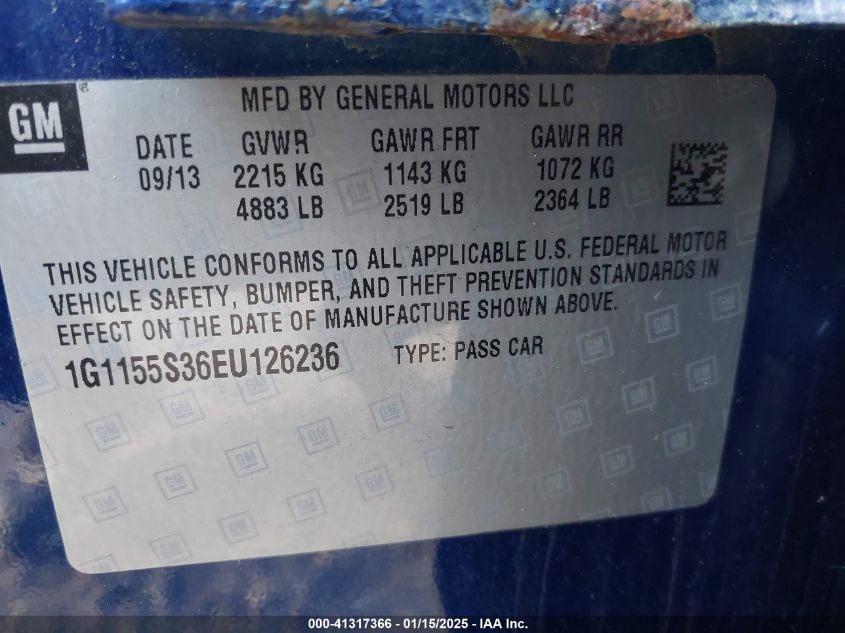 GM
MFD BY GENERAL MOTORS LLC
DATE GVWR GAWR FRT GAWR RR
09/13 2215 KG 1143 KG 1072 KG
4883 LB 2519 LB 2364 LB
THIS VEHICLE CONFORMS TO ALL APPLICABLE U.S. FEDERAL MOTOR
VEHICLE SAFETY, BUMPER, AND THEFT PREVENTION STANDARDS IN
EFFECT ON THE DATE OF MANUFACTURE SHOWN ABOVE.
1G1155S36EU126236 TYPE: PASS CAR
000-41317366 - 01/15/2025 - IAA Inc.